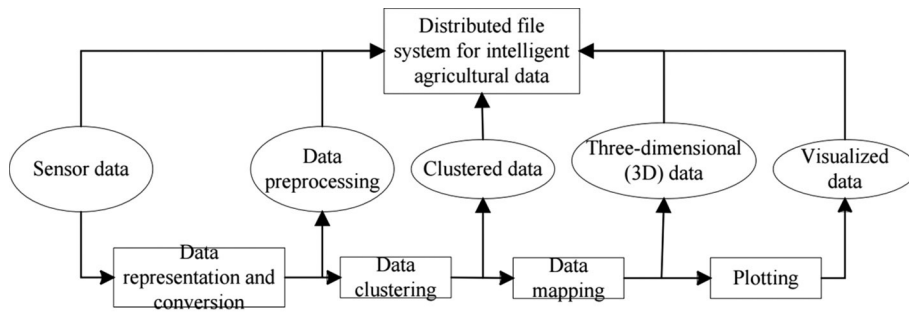 Distributed file
system for intelligent
agricultural data
Sensor data
Data
preprocessing
Clustered data
Three-dimensional
(3D) data
Visualized
data
Data
representation and
conversion
Data
clustering
Data
mapping
Plotting